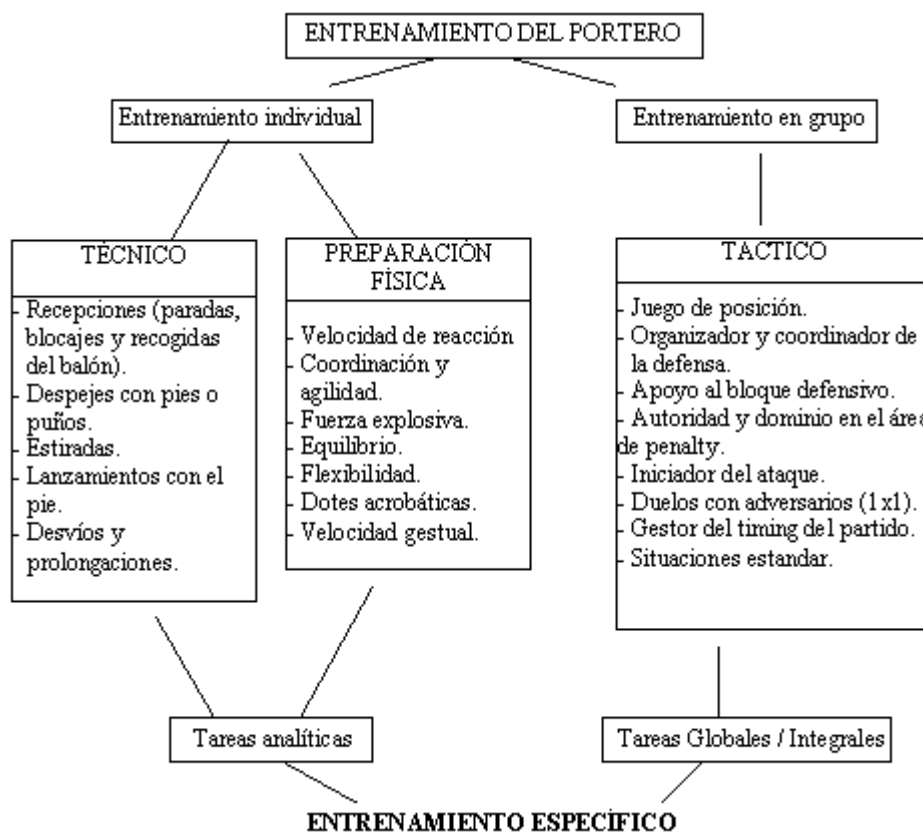 ENTRENAMIENTO DEL PORTERO
Entrenamiento individual
Entrenamiento en grupo
TÉCNICO
- Recepciones (paradas,
blocajes y recogidas
del balón).
- Despejes con pies o
puños.
- Estiradas.
- Lanzamientos con el
pie.
- Desvíos y
prolongaciones.
PREPARACIÓN
FÍSICA
- Velocidad de reacción
- Coordinación y
agilidad.
- Fuerza explosiva.
- Equilibrio.
- Flexibilidad.
- Dotes acrobáticas.
- Velocidad gestual.
TACTICO
- Juego de posición.
- Organizador y coordinador de
la defensa.
- Apoyo al bloque defensivo.
- Autoridad y dominio en el área
de penalty.
- Iniciador del ataque.
- Duelos con adversarios (1x1).
- Gestor del timing del partido.
- Situaciones estandar.
Tareas analíticas
Tareas Globales / Integrales
ENTRENAMIENTO ESPECÍFICO